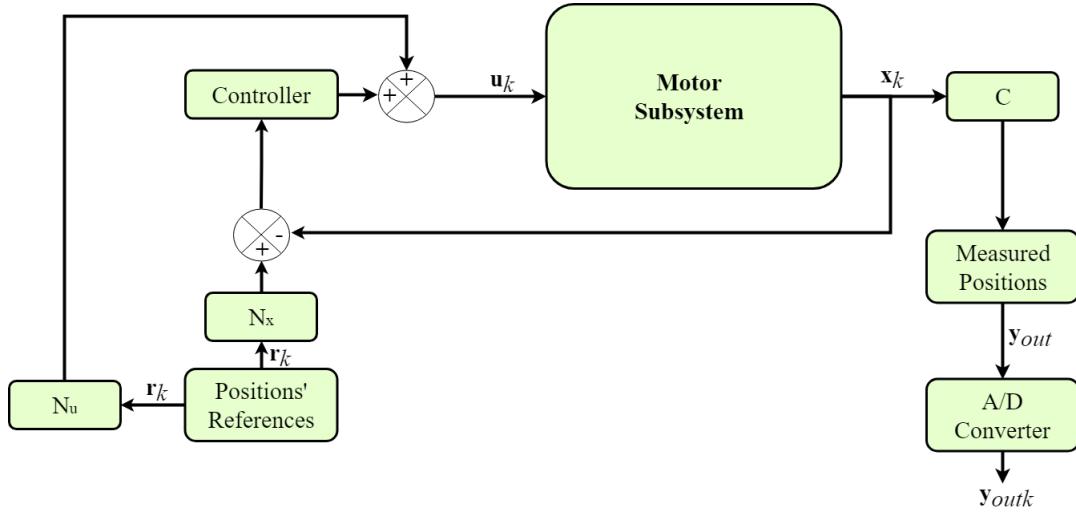 Controller
+
+
u_k
Motor
Subsystem
x_k
C
-
+
Measured
Positions
N_x
r_k
y_out
N_u
r_k
Positions'
References
A/D
Converter
y_outk